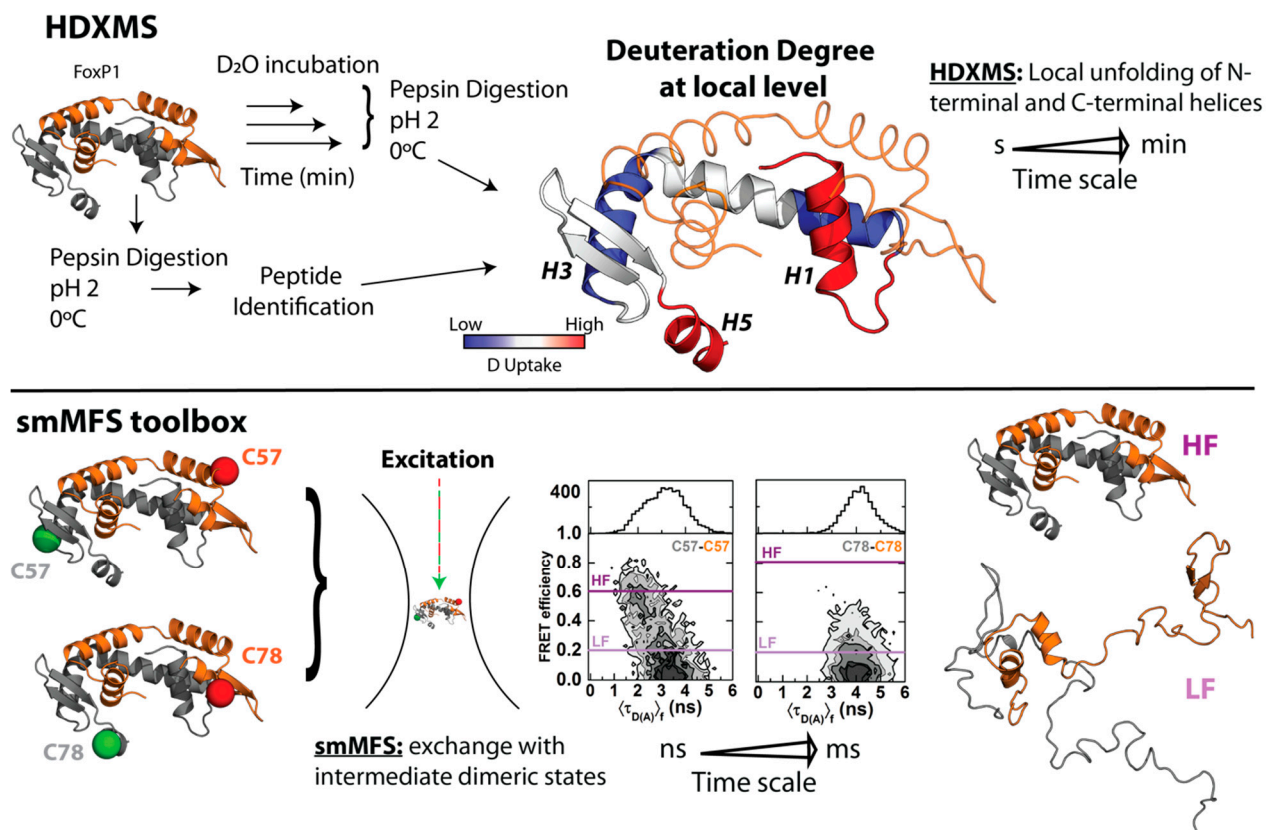 HDXMS
FoxP1
D₂O incubation
Time (min)
Pepsin Digestion
pH 2
0ºC
Pepsin Digestion
pH 2
0ºC
Peptide
Identification
Deuteration Degree
at local level
H3
H1
H5
Low
High
D Uptake
HDXMS: Local unfolding of N-
terminal and C-terminal helices
s
min
Time scale
smMFS toolbox
C57
C57
C78
C78
Excitation
smMFS: exchange with
intermediate dimeric states
400
1.0
0.8
0.6
0.4
0.2
0.0
FRET efficiency
C57-C57
HF
LF
0 1 2 3 4 5 6
⟨τD(A)⟩f (ns)
C78-C78
HF
LF
0 1 2 3 4 5 6
⟨τD(A)⟩f (ns)
ns
ms
Time scale
HF
LF